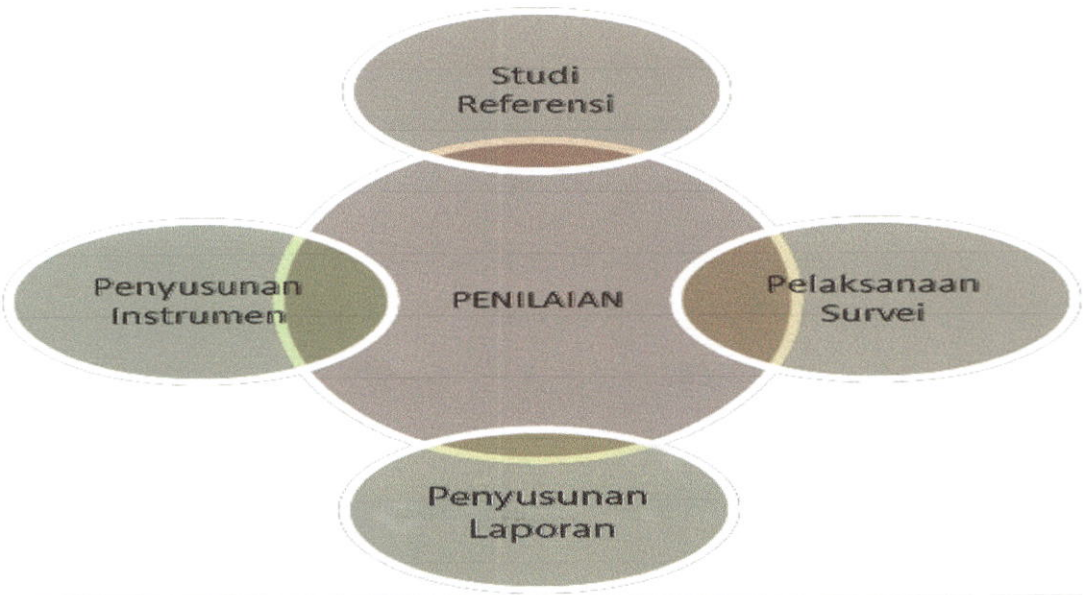 Studi
Referensi
Penyusunan
Instrumen
PENILAIAN
Pelaksanaan
Survei
Penyusunan
Laporan